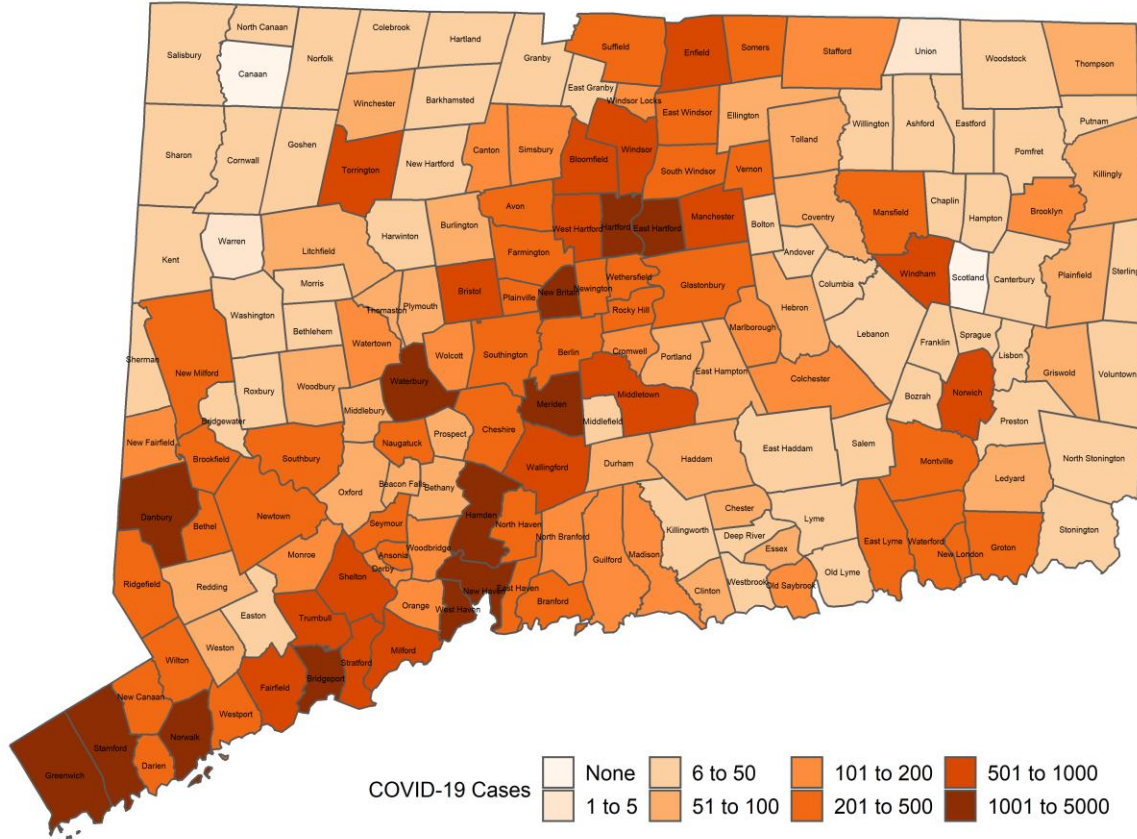 North Canaan
Colebrook
Hartland
Suffield
Enfield
Somers
Stafford
Union
Salisbury
Canaan
Norfolk
Granby
Woodstock
Thompson
East Granby
Winchester
Barkhamsted
Windsor Locks
East Windsor
Ellington
Willington
Ashford
Eastford
Putnam
Sharon
Cornwall
Goshen
Torrington
New Hartford
Canton
Simsbury
Bloomfield
Windsor
South Windsor
Vernon
Tolland
Pomfret
Killingly
Avon
West Hartford
Hartford
East Hartford
Manchester
Bolton
Coventry
Mansfield
Chaplin
Hampton
Brooklyn
Kent
Warren
Litchfield
Harwinton
Burlington
Farmington
Andover
Windham
Scotland
Canterbury
Plainfield
Sterling
Morris
Bristol
Plainville
New Britain
Newington
Wethersfield
Glastonbury
Columbia
Hebron
Washington
Bethlehem
Thomaston
Plymouth
Rocky Hill
Marlborough
Lebanon
Franklin
Sprague
Lisbon
Sherman
New Milford
Roxbury
Woodbury
Watertown
Wolcott
Southington
Berlin
Cromwell
Portland
East Hampton
Colchester
Bozrah
Norwich
Griswold
Voluntown
Waterbury
Middlebury
Meriden
Middletown
Middlefield
Preston
Bridgewater
New Fairfield
Brookfield
Southbury
Naugatuck
Prospect
Cheshire
Wallingford
Durham
Haddam
East Haddam
Salem
Montville
North Stonington
Ledyard
Danbury
Bethel
Newtown
Oxford
Beacon Falls
Bethany
Hamden
North Haven
North Branford
Killingworth
Chester
Lyme
Deep River
Essex
Stonington
Seymour
Ansonia
Derby
Woodbridge
Guilford
Madison
East Lyme
Waterford
New London
Groton
Ridgefield
Redding
Monroe
Shelton
Orange
New Haven
East Haven
West Haven
Branford
Clinton
Westbrook
Old Saybrook
Old Lyme
Easton
Trumbull
Weston
Wilton
Milford
Stratford
Bridgeport
Fairfield
New Canaan
Westport
Norwalk
Darien
Stamford
Greenwich
COVID-19 Cases
None
6 to 50
101 to 200
501 to 1000
1 to 5
51 to 100
201 to 500
1001 to 5000